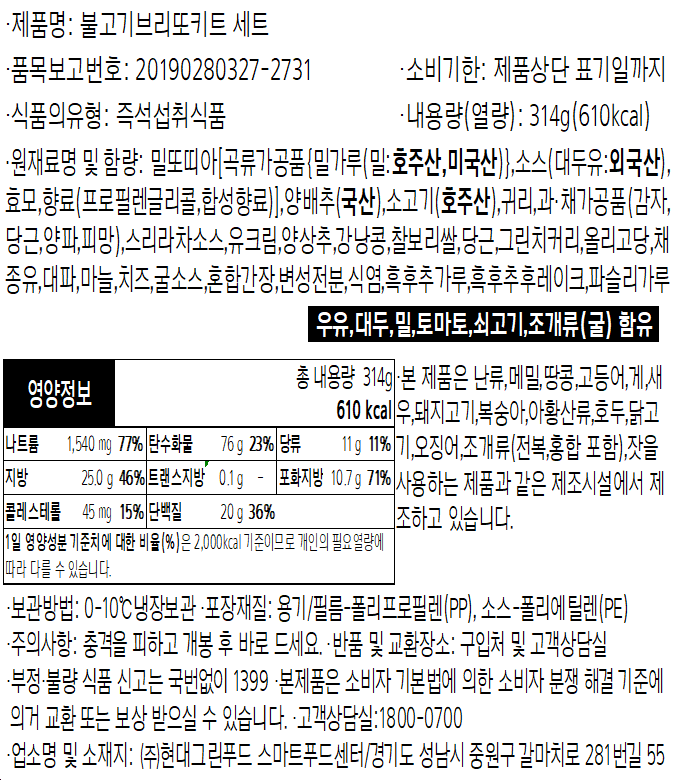 ·제품명: 불고기브리또키트 세트
·품목보고번호: 20190280327-2731 ·소비기한: 제품상단 표기일까지
·식품의유형: 즉석섭취식품 ·내용량(열량): 314g(610kcal)
·원재료명 및 함량: 밀또띠아[곡류가공품{밀가루(밀:호주산,미국산)},소스(대두유:외국산),
효모,향료(프로필렌글리콜,합성향료)],양배추(국산),소고기(호주산),귀리,과·채가공품(감자,
당근,양파,피망),스리라차소스,유크림,양상추,강낭콩,찰보리쌀,당근,그린치커리,올리고당,채
종유,대파,마늘,치즈,굴소스,혼합간장,변성전분,식염,흑후추가루,흑후추후레이크,파슬리가루
우유,대두,밀,토마토,쇠고기,조개류(굴) 함유
영양정보
총 내용량 314g
610 kcal
나트륨 1,540 mg 77% 탄수화물 76 g 23% 당류 11 g 11%
지방 25.0 g 46% 트랜스지방 0.1 g - 포화지방 10.7 g 71%
콜레스테롤 45 mg 15% 단백질 20 g 36%
1일 영양성분 기준치에 대한 비율(%)은 2,000kcal 기준이므로 개인의 필요열량에
따라 다를 수 있습니다.
·본 제품은 난류,메밀,땅콩,고등어,게,새
우,돼지고기,복숭아,아황산류,호두,닭고
기,오징어,조개류(전복,홍합 포함),잣을
사용하는 제품과 같은 제조시설에서 제
조하고 있습니다.
·보관방법: 0-10℃냉장보관 ·포장재질: 용기/필름-폴리프로필렌(PP), 소스-폴리에틸렌(PE)
·주의사항: 충격을 피하고 개봉 후 바로 드세요. ·반품 및 교환장소: 구입처 및 고객상담실
·부정·불량 식품 신고는 국번없이 1399 ·본제품은 소비자 기본법에 의한 소비자 분쟁 해결 기준에
의거 교환 또는 보상 받으실 수 있습니다. ·고객상담실:1800-0700
·업소명 및 소재지: (주)현대그린푸드 스마트푸드센터/경기도 성남시 중원구 갈마치로 281번길 55